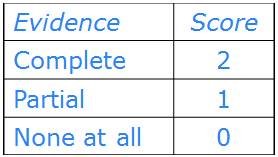 Evidence Score
Complete 2
Partial 1
None at all 0